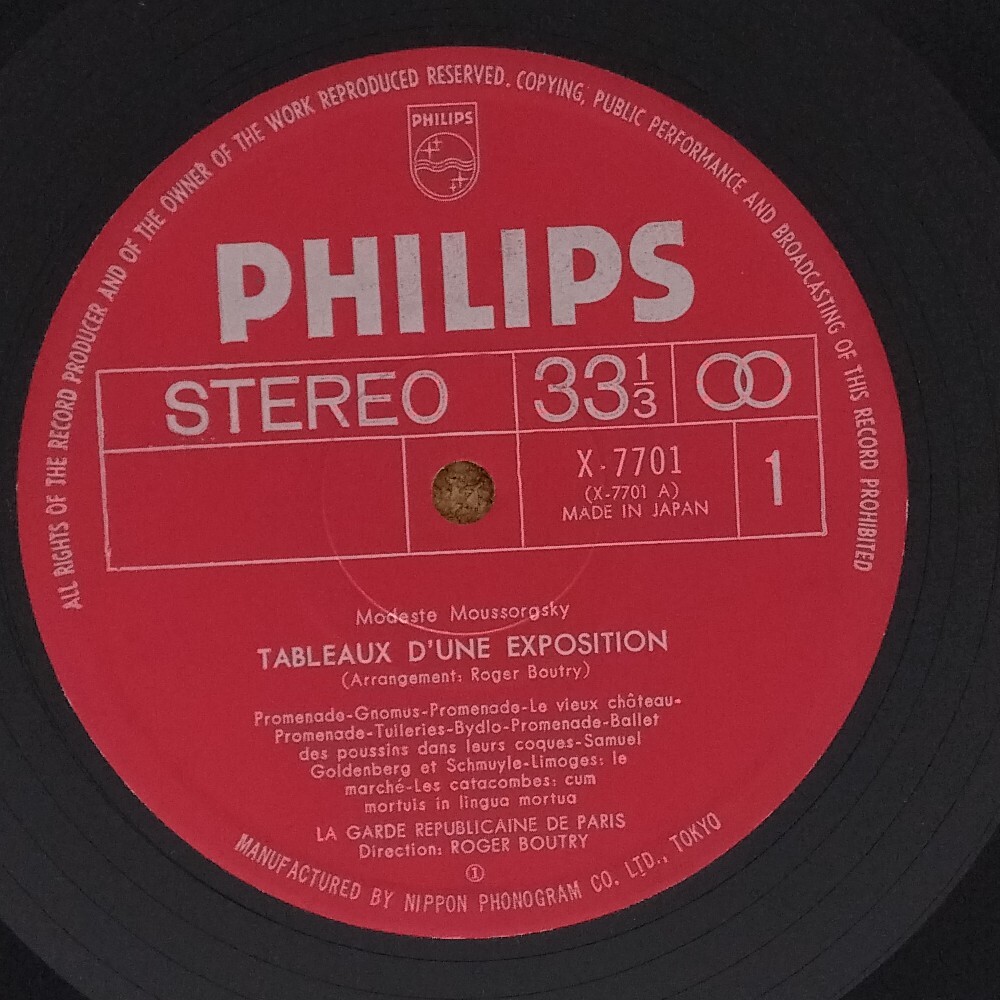 ALL RIGHTS OF THE RECORD PRODUCER AND OF THE OWNER OF THE WORK REPRODUCED RESERVED. COPYING, PUBLIC PERFORMANCE AND BROADCASTING OF THIS RECORD PROHIBITED
PHILIPS
PHILIPS
STEREO
33 1/3
X-7701
(X-7701 A)
MADE IN JAPAN
1
Modeste Moussorgsky
TABLEAUX D'UNE EXPOSITION
(Arrangement: Roger Boutry)
Promenade-Gnomus-Promenade-Le vieux château-
Promenade-Tuileries-Bydlo-Promenade-Ballet
des poussins dans leurs coques-Samuel
Goldenberg et Schmuyle-Limoges: le
marché-Les catacombes: cum
mortuis in lingua mortua
LA GARDE REPUBLICAINE DE PARIS
Direction: ROGER BOUTRY
①
MANUFACTURED BY NIPPON PHONOGRAM CO. LTD., TOKYO